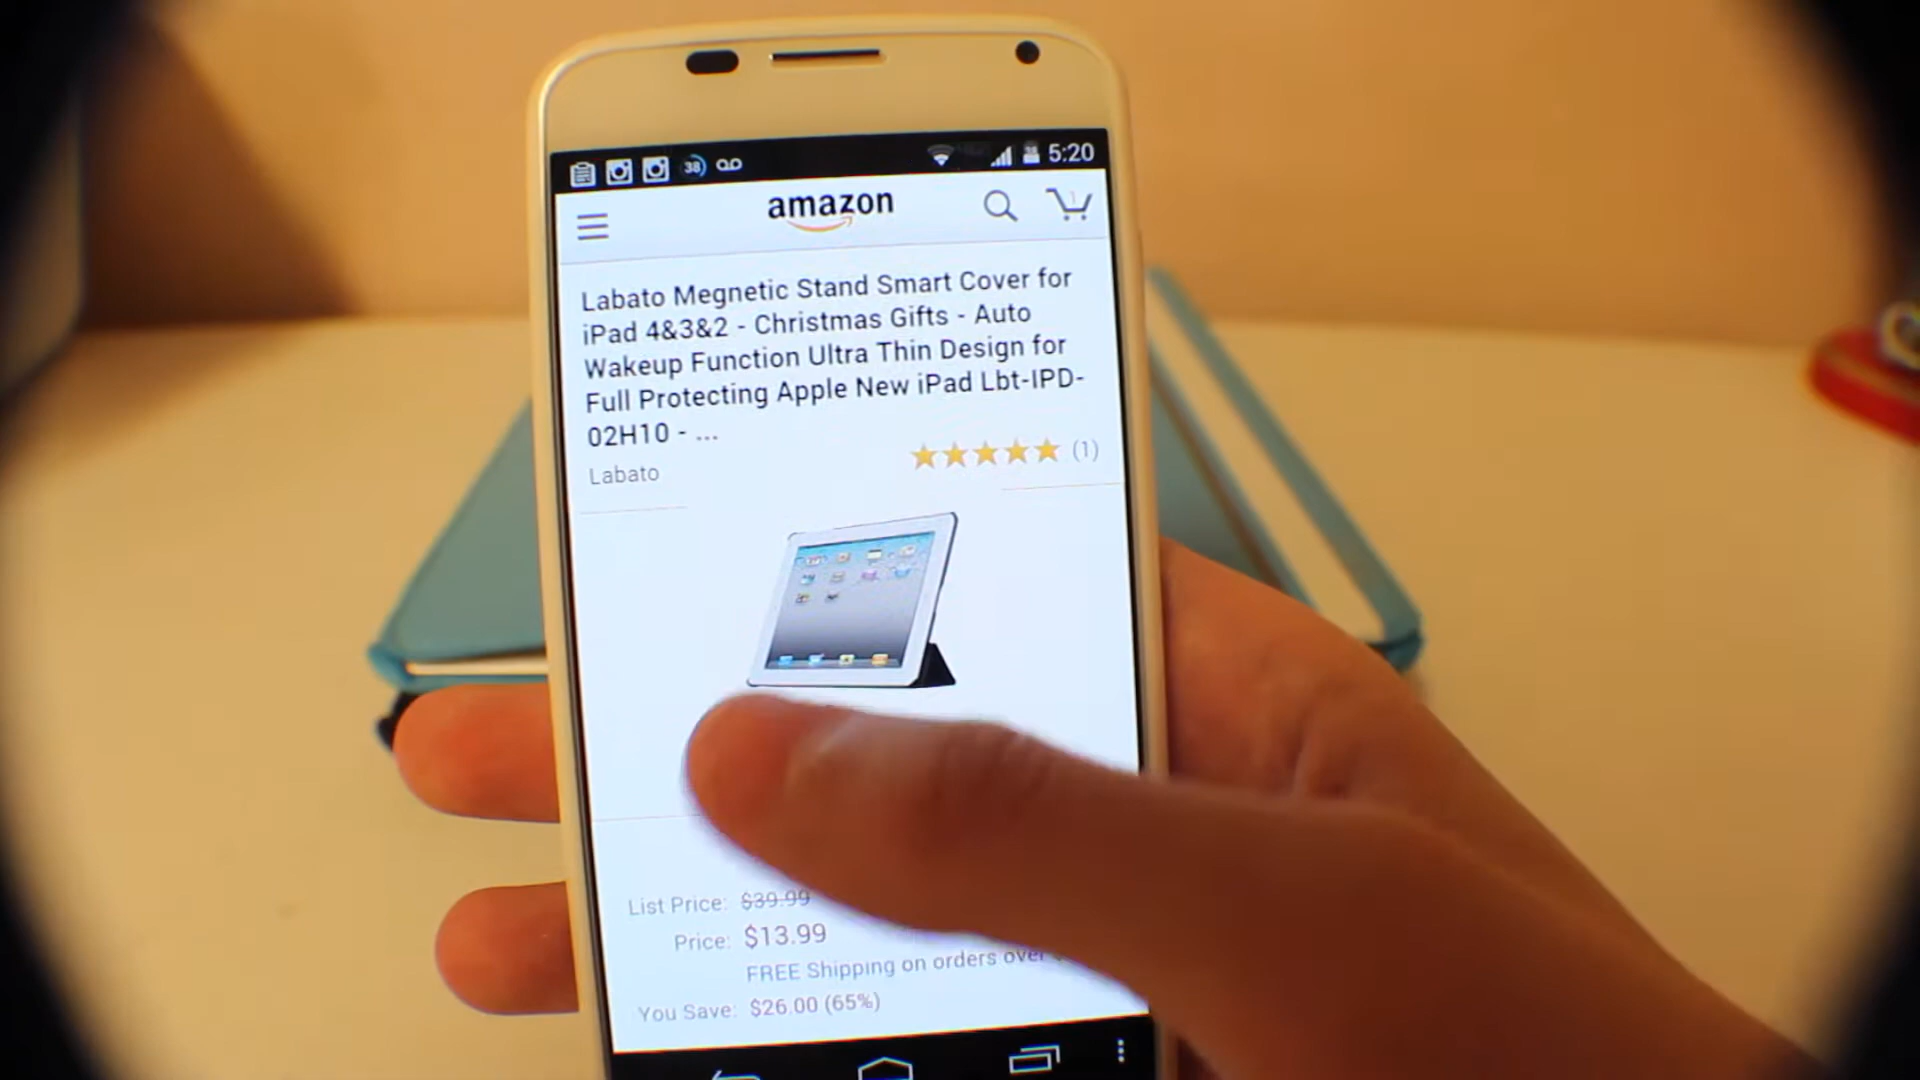 38 5:20
amazon
1
Labato Megnetic Stand Smart Cover for
iPad 4&3&2 - Christmas Gifts - Auto
Wakeup Function Ultra Thin Design for
Full Protecting Apple New iPad Lbt-IPD-
02H10 - ...
Labato
(1)
List Price: $39.99
Price: $13.99
FREE Shipping on orders over
You Save: $26.00 (65%)